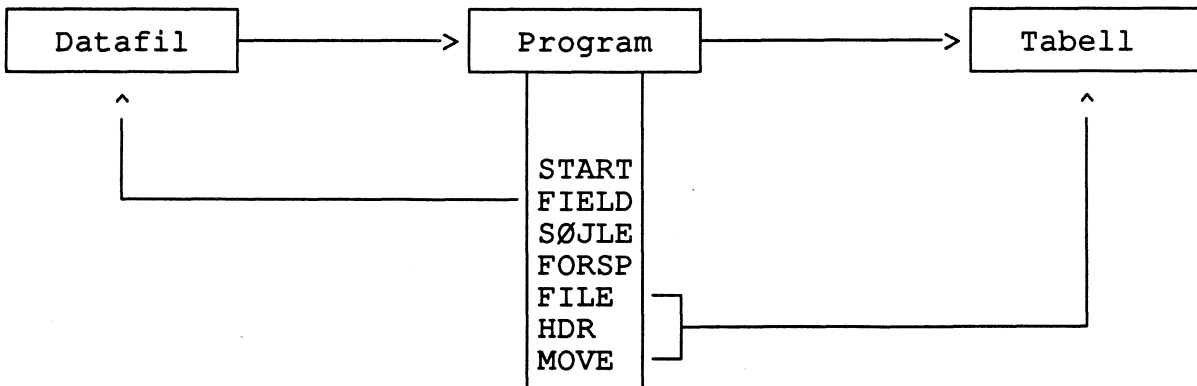 Datafil
Program
Tabell
START
FIELD
SØJLE
FORSP
FILE
HDR
MOVE